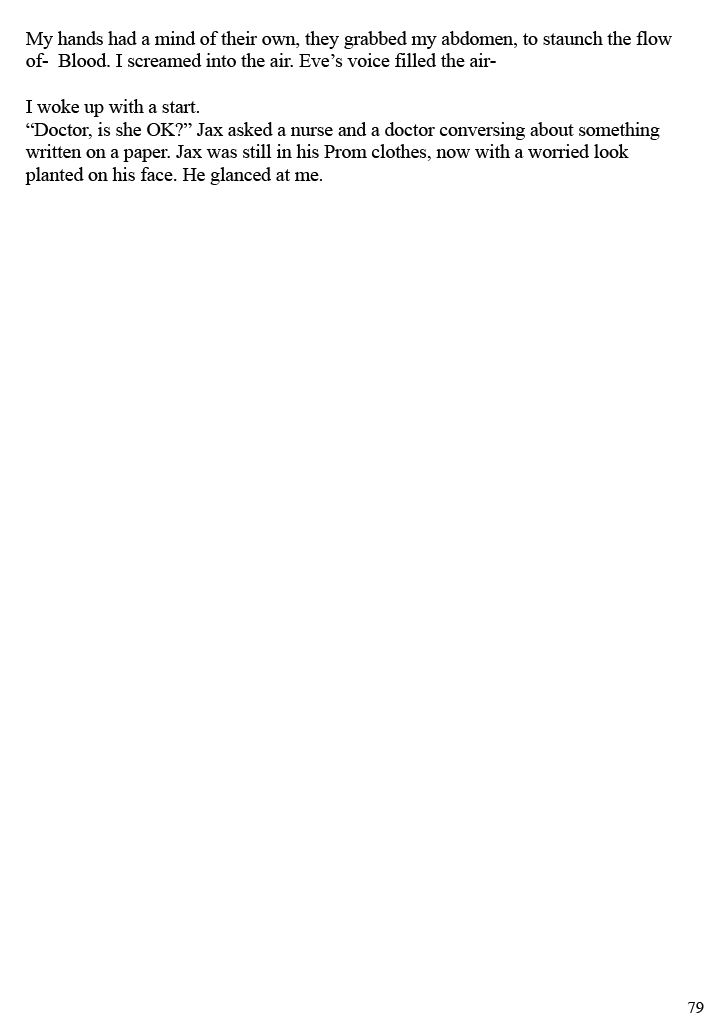 My hands had a mind of their own, they grabbed my abdomen, to staunch the flow
of-  Blood. I screamed into the air. Eve’s voice filled the air-
I woke up with a start.
“Doctor, is she OK?” Jax asked a nurse and a doctor conversing about something
written on a paper. Jax was still in his Prom clothes, now with a worried look
planted on his face. He glanced at me.
79